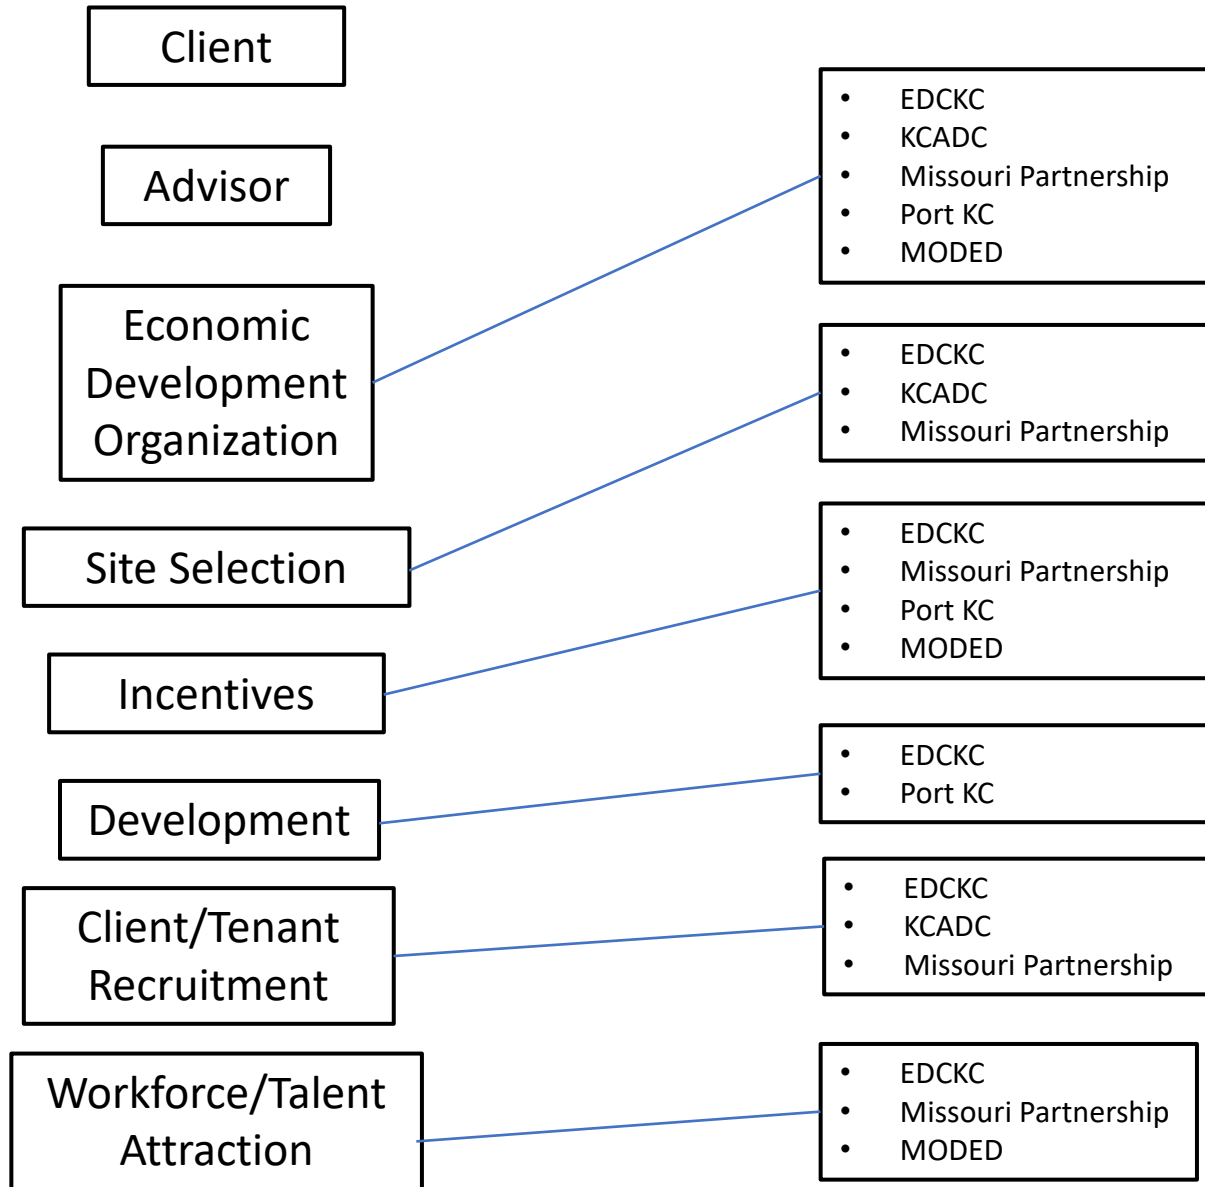 Client
Advisor
Economic
Development
Organization
Site Selection
Incentives
Development
Client/Tenant
Recruitment
Workforce/Talent
Attraction
• EDCKC
• KCADC
• Missouri Partnership
• Port KC
• MODED
• EDCKC
• KCADC
• Missouri Partnership
• EDCKC
• Missouri Partnership
• Port KC
• MODED
• EDCKC
• Port KC
• EDCKC
• KCADC
• Missouri Partnership
• EDCKC
• Missouri Partnership
• MODED